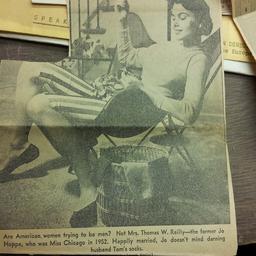 SPEAK
Are American women trying to be men? Not Mrs. Thomas W. Reilly—the former Jo
Hoppe, who was Miss Chicago in 1952. Happily married, Jo doesn't mind darning
husband Tom's socks.